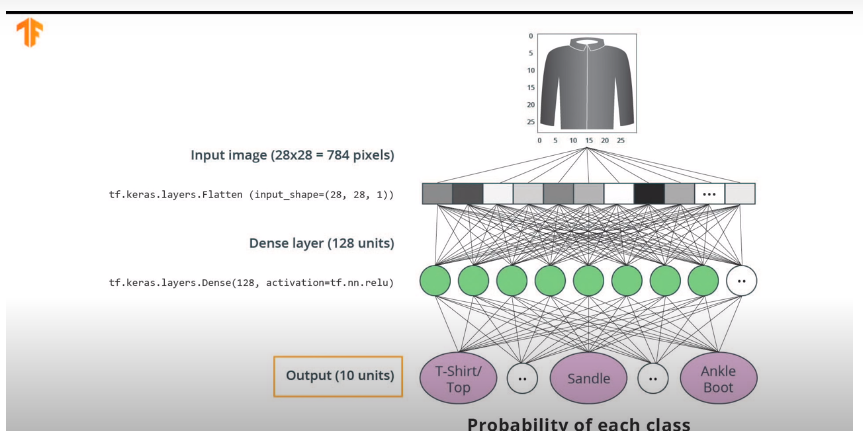 0
5
10
15
20
25
0 5 10 15 20 25
Input image (28x28 = 784 pixels)
tf.keras.layers.Flatten (input_shape=(28, 28, 1))
...
Dense layer (128 units)
tf.keras.layers.Dense(128, activation=tf.nn.relu)
..
Output (10 units)
T-Shirt/
Top
..
Sandle
..
Ankle
Boot
Probability of each class